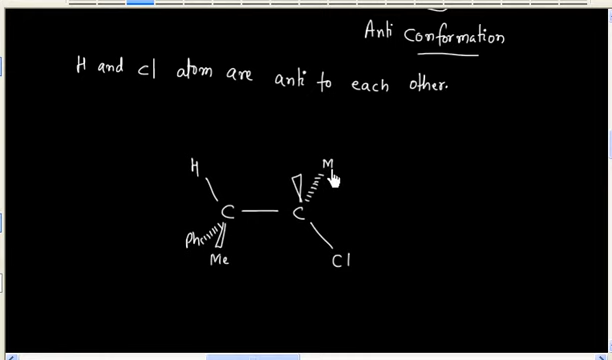 Anti Conformation
H and Cl atom are anti to each other.
H M
C C
Ph
Me Cl